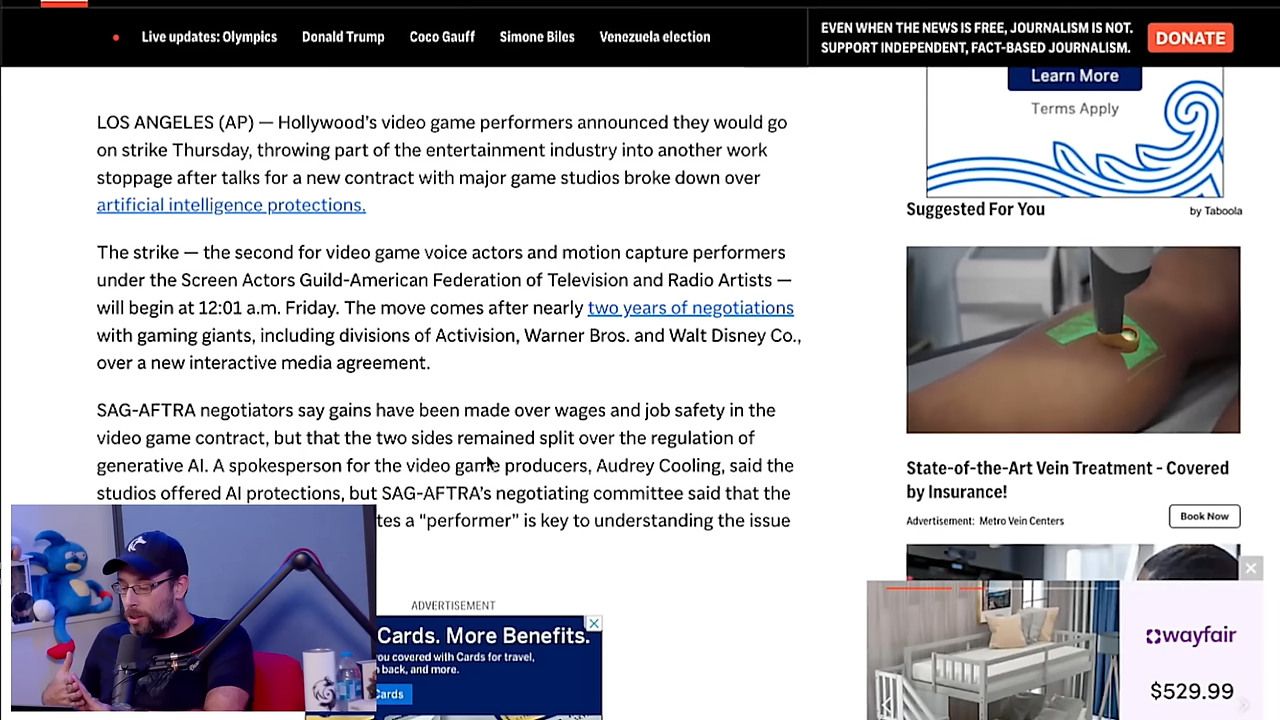 Live updates: Olympics
Donald Trump
Coco Gauff
Simone Biles
Venezuela election
EVEN WHEN THE NEWS IS FREE, JOURNALISM IS NOT.
SUPPORT INDEPENDENT, FACT-BASED JOURNALISM.
DONATE
LOS ANGELES (AP) — Hollywood's video game performers announced they would go
on strike Thursday, throwing part of the entertainment industry into another work
stoppage after talks for a new contract with major game studios broke down over
artificial intelligence protections.
The strike — the second for video game voice actors and motion capture performers
under the Screen Actors Guild-American Federation of Television and Radio Artists —
will begin at 12:01 a.m. Friday. The move comes after nearly two years of negotiations
with gaming giants, including divisions of Activision, Warner Bros. and Walt Disney Co.,
over a new interactive media agreement.
SAG-AFTRA negotiators say gains have been made over wages and job safety in the
video game contract, but that the two sides remained split over the regulation of
generative AI. A spokesperson for the video game producers, Audrey Cooling, said the
studios offered AI protections, but SAG-AFTRA's negotiating committee said that the
tes a “performer” is key to understanding the issue
ADVERTISEMENT
Cards. More Benefits.
you covered with Cards for travel,
back, and more.
Cards
Learn More
Terms Apply
Suggested For You
by Taboola
State-of-the-Art Vein Treatment - Covered
by Insurance!
Advertisement: Metro Vein Centers
Book Now
wayfair
$529.99